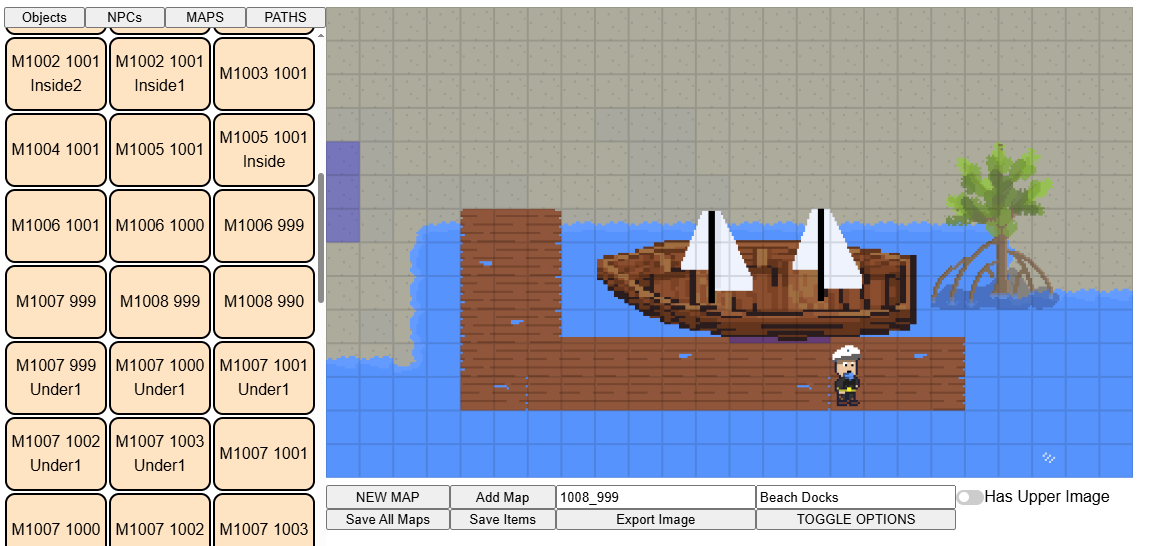 Objects NPCs MAPS PATHS
M1002 1001 M1002 1001 M1003 1001
Inside2 Inside1
M1004 1001 M1005 1001 M1005 1001
Inside
M1006 1001 M1006 1000 M1006 999
M1007 999 M1008 999 M1008 990
M1007 999 M1007 1000 M1007 1001
Under1 Under1 Under1
M1007 1002 M1007 1003 M1007 1001
Under1 Under1
M1007 1000 M1007 1002 M1007 1003
NEW MAP Add Map 1008_999 Beach Docks Has Upper Image
Save All Maps Save Items Export Image TOGGLE OPTIONS